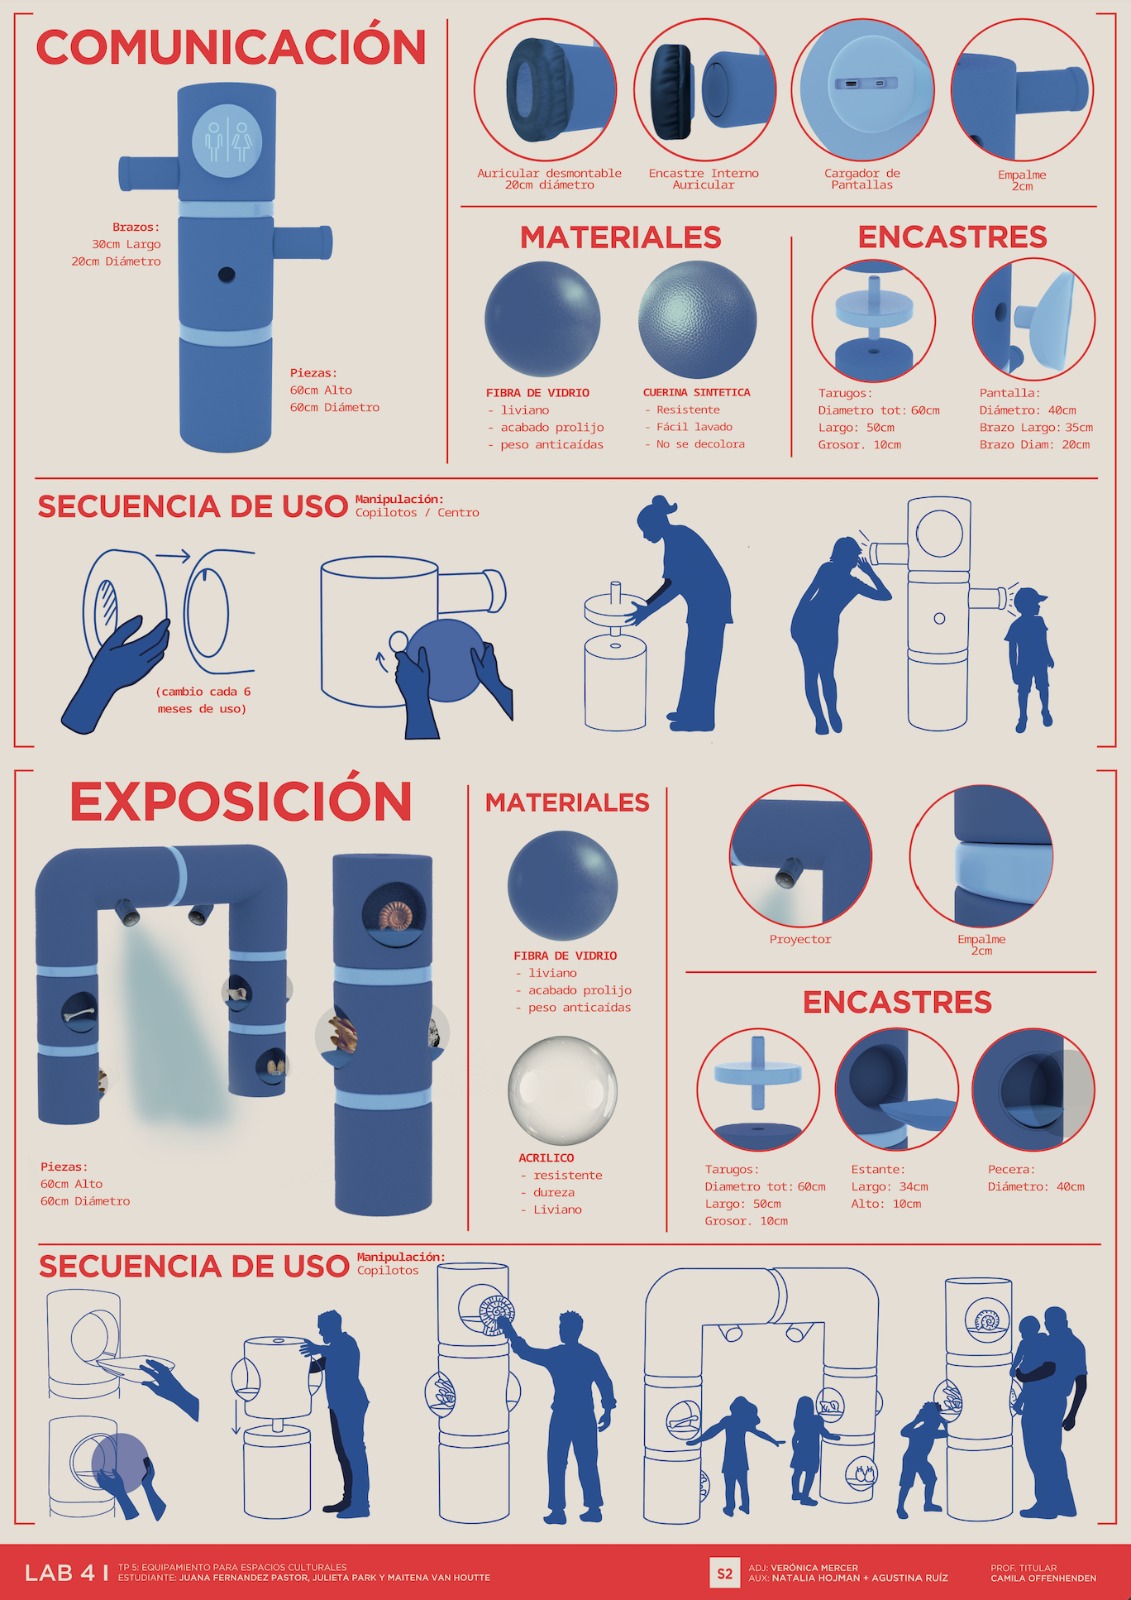 COMUNICACIÓN
Brazos:
30cm Largo
20cm Diámetro
Piezas:
60cm Alto
60cm Diámetro
Auricular desmontable
20cm diámetro
Encastre Interno
Auricular
Cargador de
Pantallas
Empalme
2cm
MATERIALES
FIBRA DE VIDRIO
- liviano
- acabado prolijo
- peso anticaídas
CUERINA SINTETICA
- Resistente
- Fácil lavado
- No se decolora
ENCASTRES
Tarugos:
Diametro tot: 60cm
Largo: 50cm
Grosor. 10cm
Pantalla:
Diámetro: 40cm
Brazo Largo: 35cm
Brazo Diam: 20cm
SECUENCIA DE USO
Manipulación:
Copilotos / Centro
(cambio cada 6
meses de uso)
EXPOSICIÓN
Piezas:
60cm Alto
60cm Diámetro
MATERIALES
FIBRA DE VIDRIO
- liviano
- acabado prolijo
- peso anticaídas
ACRILICO
- resistente
- dureza
- Liviano
Proyector
Empalme
2cm
ENCASTRES
Tarugos:
Diametro tot: 60cm
Largo: 50cm
Grosor. 10cm
Estante:
Largo: 34cm
Alto: 10cm
Pecera:
Diámetro: 40cm
SECUENCIA DE USO
Manipulación:
Copilotos
LAB 4 I
TP 5: EQUIPAMIENTO PARA ESPACIOS CULTURALES
ESTUDIANTE: JUANA FERNANDEZ PASTOR, JULIETA PARK Y MAITENA VAN HOUTTE
S2
ADJ: VERÓNICA MERCER
AUX: NATALIA HOJMAN + AGUSTINA RUÍZ
PROF. TITULAR
CAMILA OFFENHENDEN